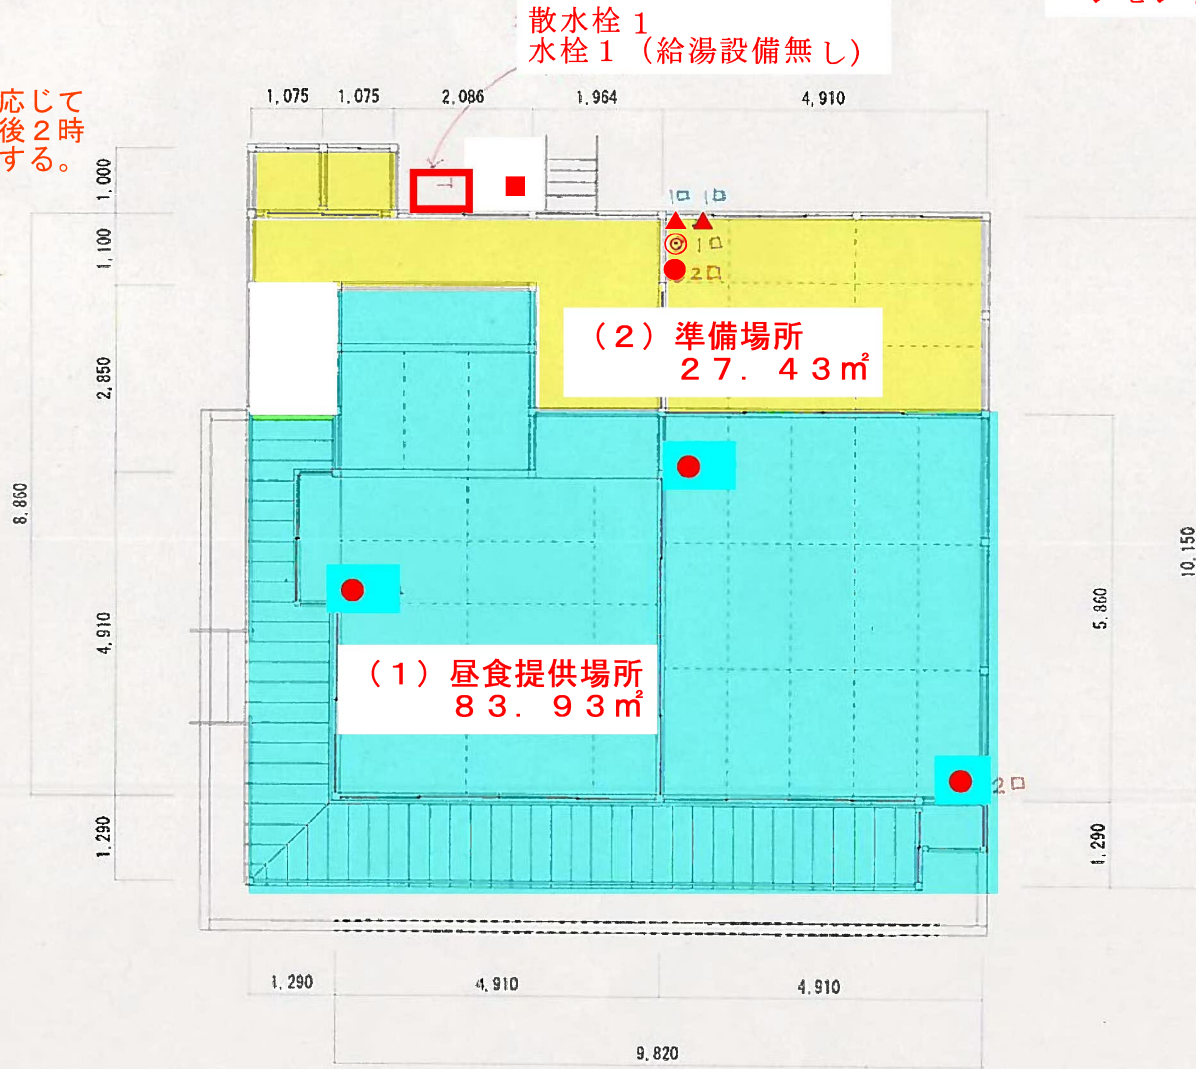 散水栓１
水栓１（給湯設備無し）
応じて
後２時
する。
1,075
1,075
2,086
1,964
4,910
1,000
1,100
2,850
8,860
4,910
1,290
1口
1口
1口
2口
（２）準備場所
２７．４３㎡
（１）昼食提供場所
８３．９３㎡
2口
10,150
5,860
1,290
1,290
4,910
4,910
9,820